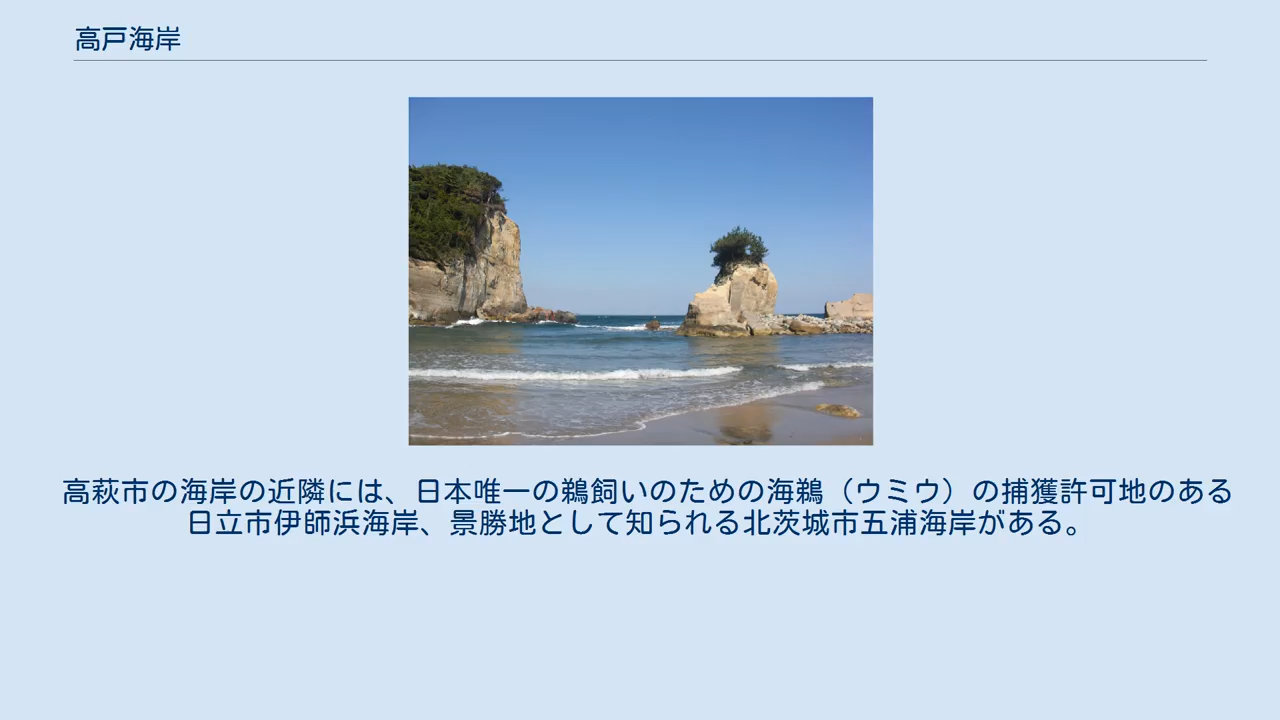 高戸海岸
高萩市の海岸の近隣には、日本唯一の鵜飼いのための海鵜（ウミウ）の捕獲許可地のある
日立市伊師浜海岸、景勝地として知られる北茨城市五浦海岸がある。